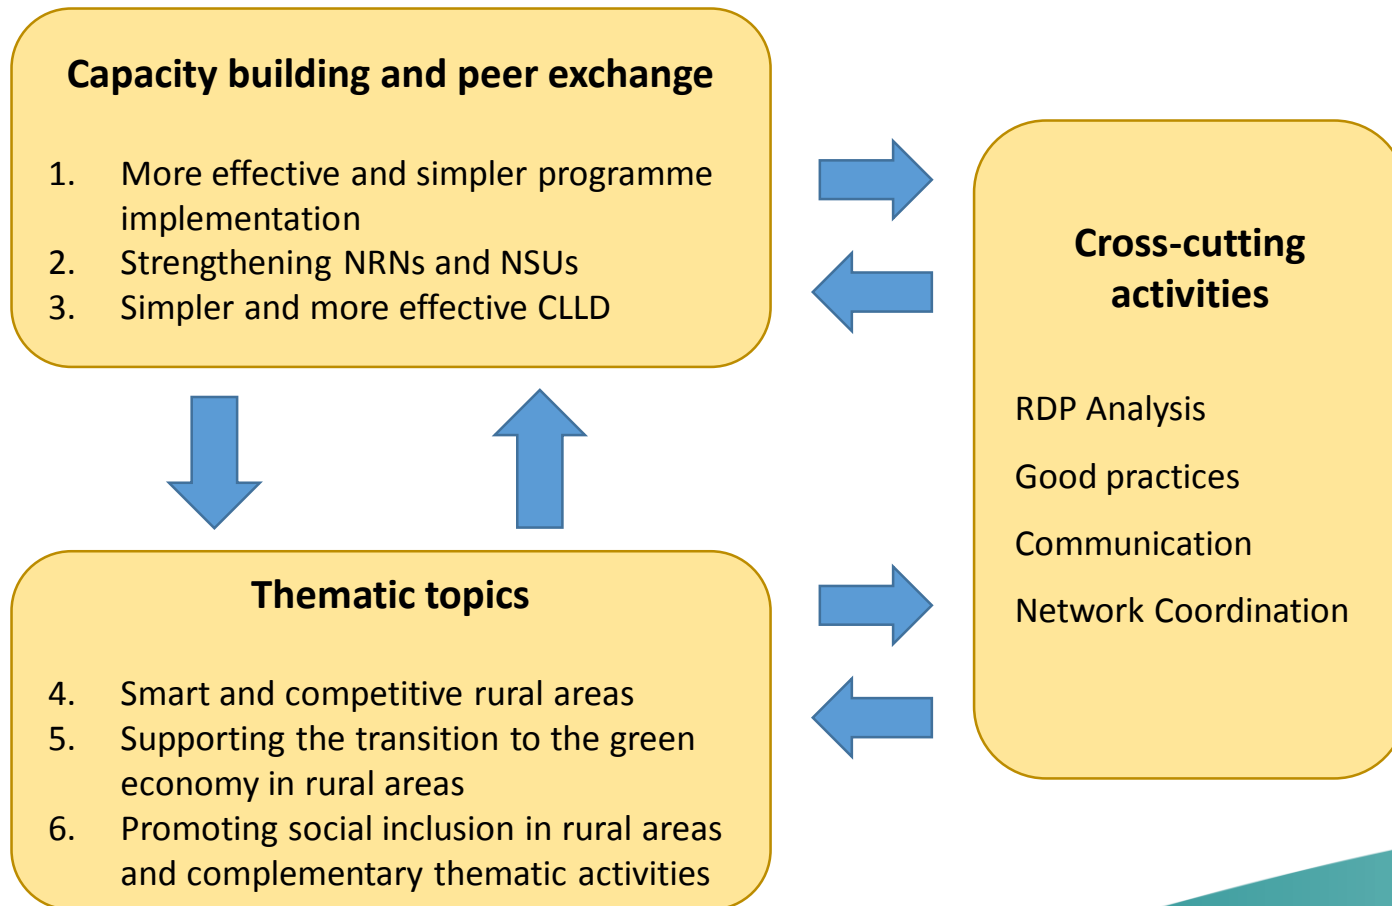 Capacity building and peer exchange
1. More effective and simpler programme
implementation
2. Strengthening NRNs and NSUs
3. Simpler and more effective CLLD
Cross-cutting
activities
RDP Analysis
Good practices
Communication
Network Coordination
Thematic topics
4. Smart and competitive rural areas
5. Supporting the transition to the green
economy in rural areas
6. Promoting social inclusion in rural areas
and complementary thematic activities